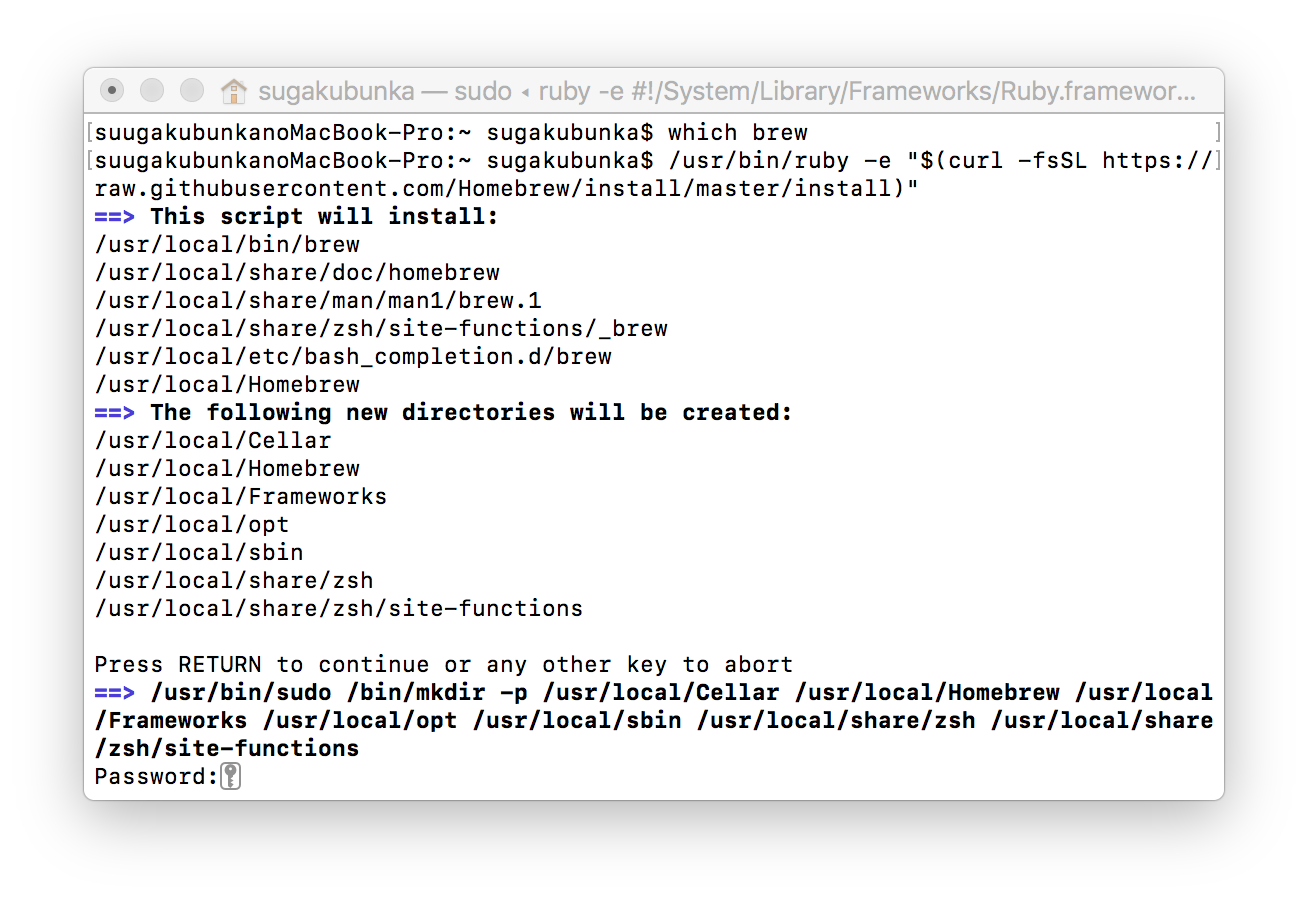 sugakubunka — sudo ◂ ruby -e #!/System/Library/Frameworks/Ruby.framewor...
[suugakubunkanoMacBook-Pro:~ sugakubunka$ which brew ]
[suugakubunkanoMacBook-Pro:~ sugakubunka$ /usr/bin/ruby -e "$(curl -fsSL https://]
raw.githubusercontent.com/Homebrew/install/master/install)"
==> This script will install:
/usr/local/bin/brew
/usr/local/share/doc/homebrew
/usr/local/share/man/man1/brew.1
/usr/local/share/zsh/site-functions/_brew
/usr/local/etc/bash_completion.d/brew
/usr/local/Homebrew
==> The following new directories will be created:
/usr/local/Cellar
/usr/local/Homebrew
/usr/local/Frameworks
/usr/local/opt
/usr/local/sbin
/usr/local/share/zsh
/usr/local/share/zsh/site-functions
Press RETURN to continue or any other key to abort
==> /usr/bin/sudo /bin/mkdir -p /usr/local/Cellar /usr/local/Homebrew /usr/local
/Frameworks /usr/local/opt /usr/local/sbin /usr/local/share/zsh /usr/local/share
/zsh/site-functions
Password: